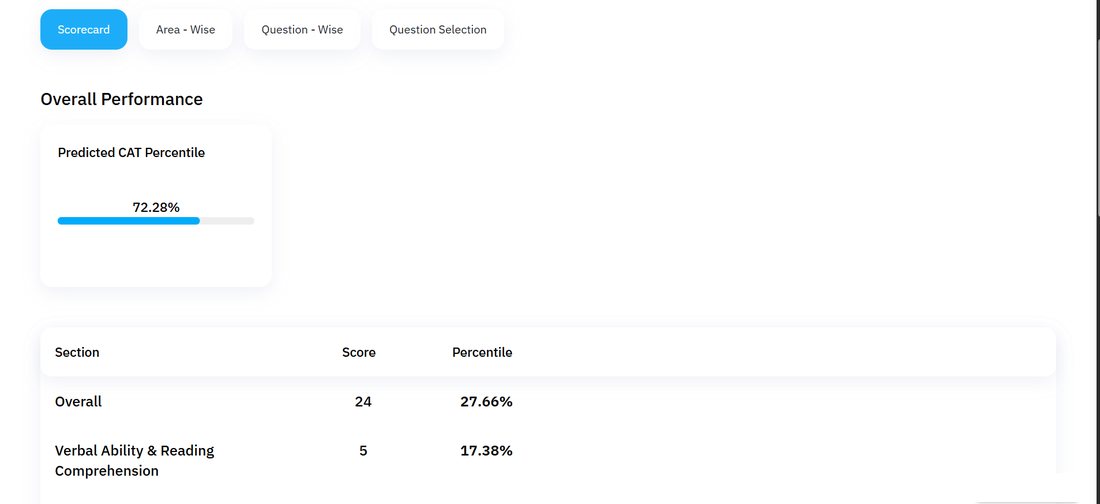 Scorecard Area - Wise Question - Wise Question Selection
Overall Performance
Predicted CAT Percentile
72.28%
Section Score Percentile
Overall 24 27.66%
Verbal Ability & Reading 5 17.38%
Comprehension